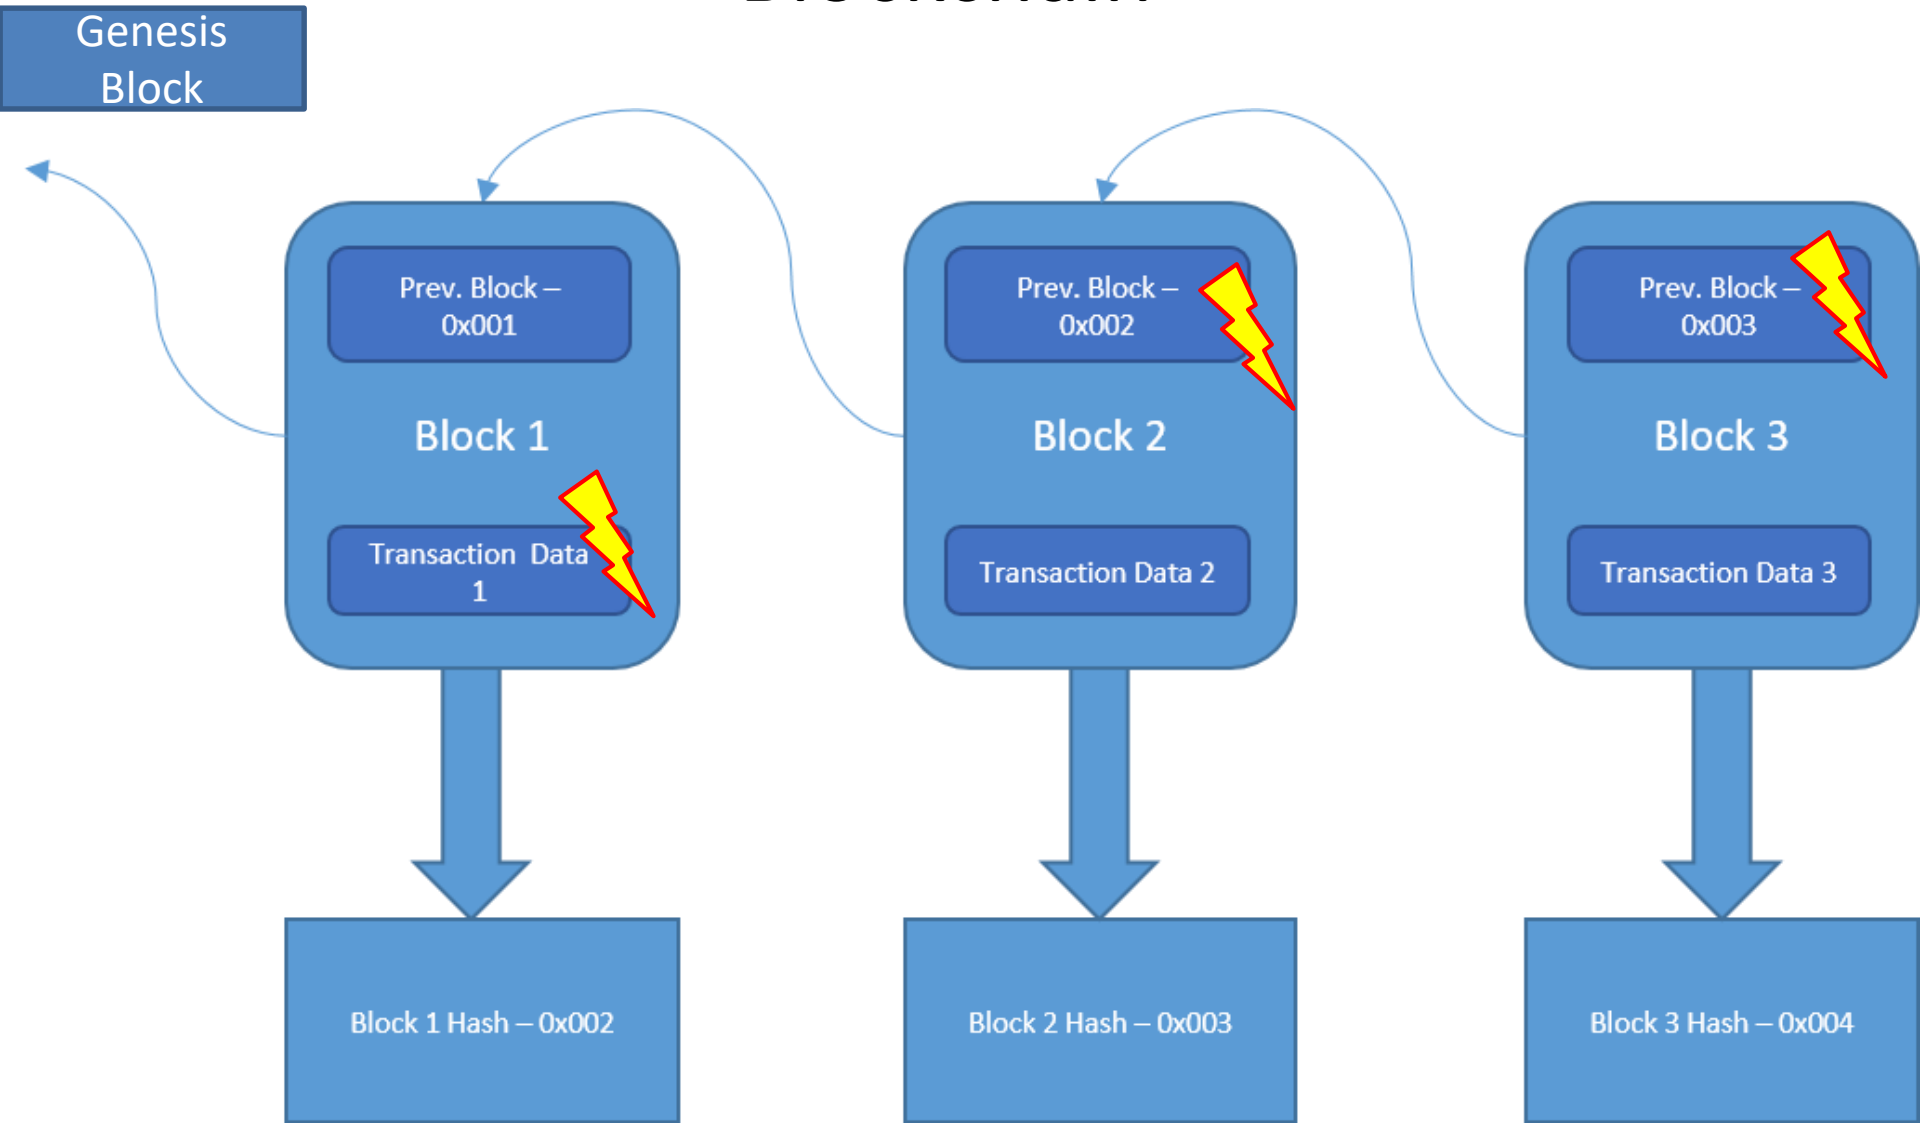 Genesis
Block
Prev. Block –
0x001
Block 1
Transaction Data
1
Prev. Block –
0x002
Block 2
Transaction Data 2
Prev. Block –
0x003
Block 3
Transaction Data 3
Block 1 Hash – 0x002
Block 2 Hash – 0x003
Block 3 Hash – 0x004